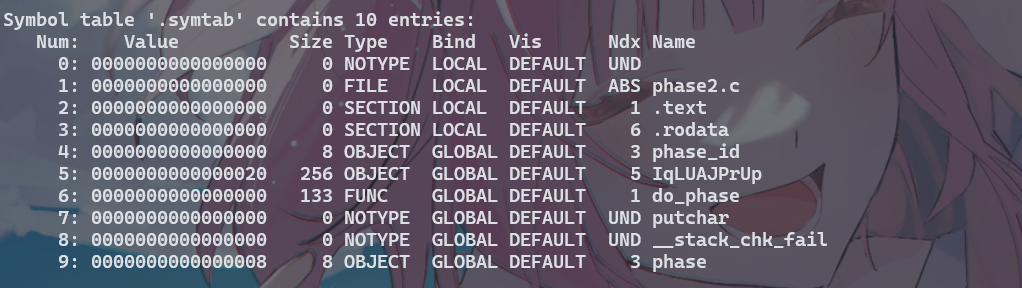 Symbol table '.symtab' contains 10 entries:
   Num:    Value          Size Type    Bind   Vis      Ndx Name
     0: 0000000000000000     0 NOTYPE  LOCAL  DEFAULT  UND
     1: 0000000000000000     0 FILE    LOCAL  DEFAULT  ABS phase2.c
     2: 0000000000000000     0 SECTION LOCAL  DEFAULT    1 .text
     3: 0000000000000000     0 SECTION LOCAL  DEFAULT    6 .rodata
     4: 0000000000000000     8 OBJECT  GLOBAL DEFAULT    3 phase_id
     5: 0000000000000020   256 OBJECT  GLOBAL DEFAULT    5 IqLUAJPrUp
     6: 0000000000000000   133 FUNC    GLOBAL DEFAULT    1 do_phase
     7: 0000000000000000     0 NOTYPE  GLOBAL DEFAULT  UND putchar
     8: 0000000000000000     0 NOTYPE  GLOBAL DEFAULT  UND __stack_chk_fail
     9: 0000000000000008     8 OBJECT  GLOBAL DEFAULT    3 phase